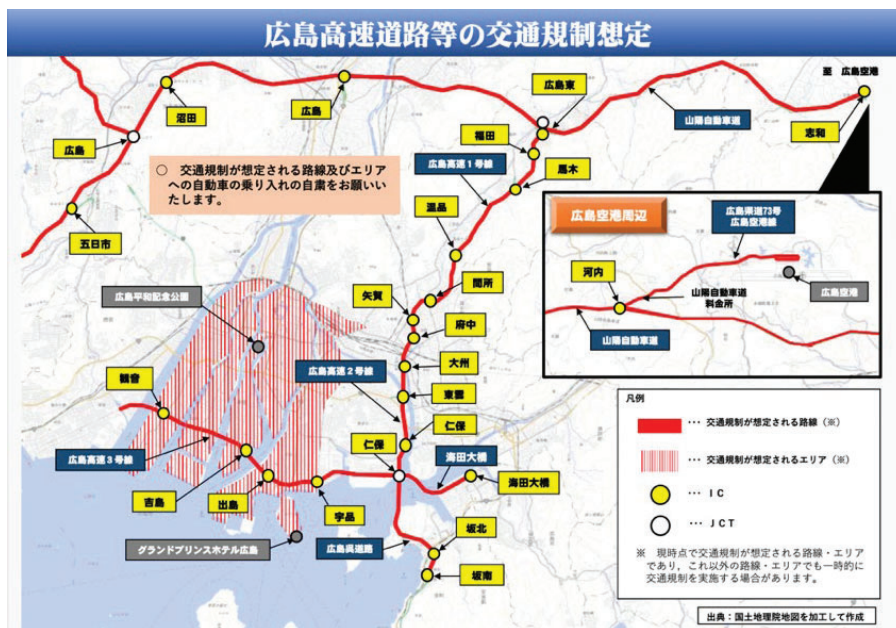 広島高速道路等の交通規制想定
至 広島空港
沼田
広島
広島東
福田
山陽自動車道
志和
広島
広島高速1号線
馬木
○ 交通規制が想定される路線及びエリア
への自動車の乗り入れの自粛をお願いい
たします。
温品
五日市
広島空港周辺
広島県道73号
広島空港線
河内
山陽自動車道
料金所
広島空港
山陽自動車道
広島平和記念公園
矢賀
間所
府中
大州
広島高速2号線
東雲
観音
仁保
仁保
広島高速3号線
海田大橋
海田大橋
吉島
出島
宇品
グランドプリンスホテル広島
広島呉道路
坂北
坂南
凡例
･･･ 交通規制が想定される路線（※）
･･･ 交通規制が想定されるエリア（※）
･･･ IC
･･･ JCT
※ 現時点で交通規制が想定される路線・エリア
であり，これ以外の路線・エリアでも一時的に
交通規制を実施する場合があります。
出典：国土地理院地図を加工して作成